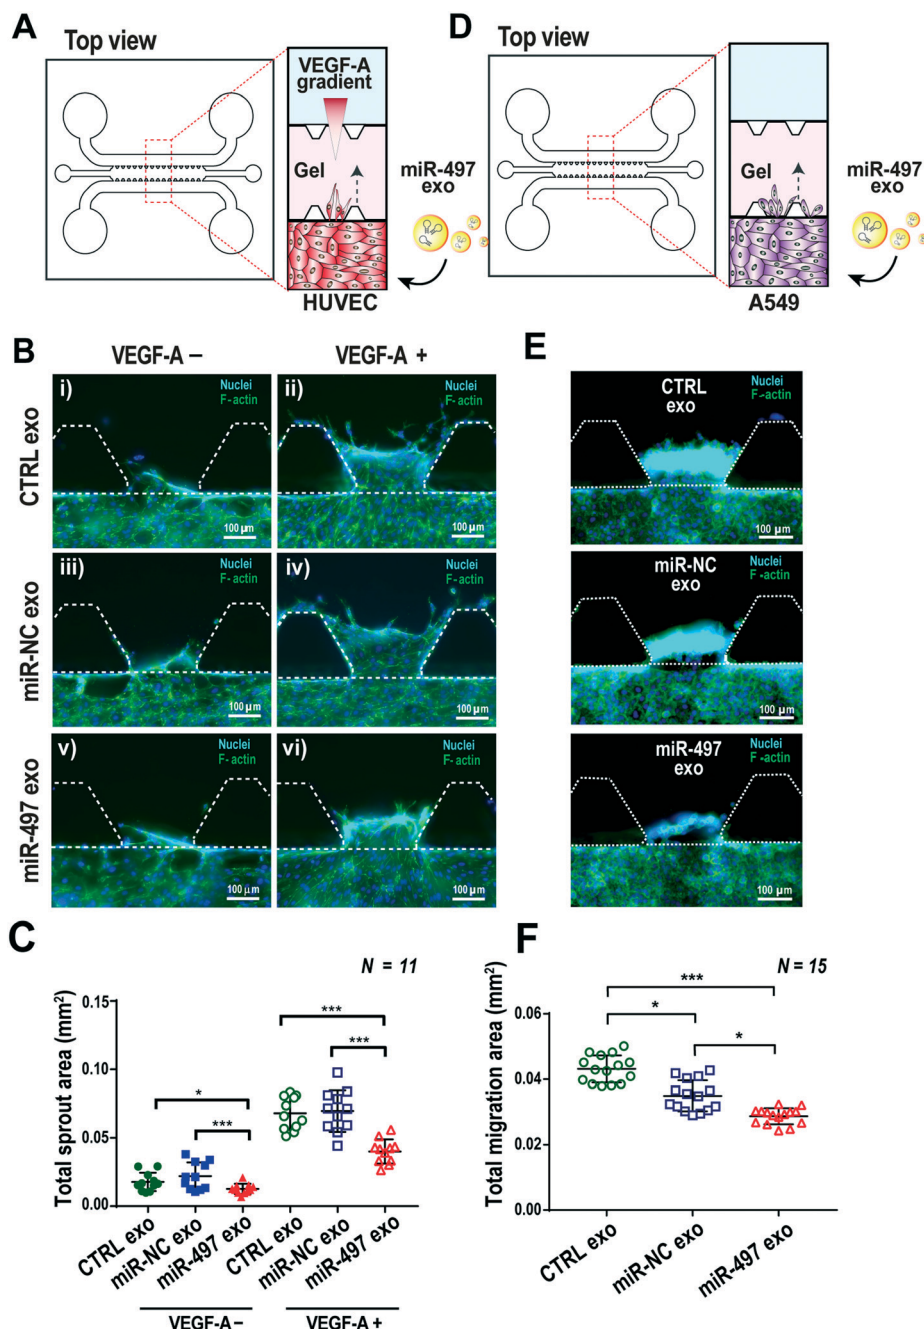 A
Top view
VEGF-A
gradient
Gel
miR-497
exo
HUVEC
D
Top view
Gel
miR-497
exo
A549
B
VEGF-A –
VEGF-A +
CTRL exo
i)
Nuclei
F- actin
100 µm
ii)
Nuclei
F- actin
100 µm
miR-NC exo
iii)
Nuclei
F- actin
100 µm
iv)
Nuclei
F- actin
100 µm
miR-497 exo
v)
Nuclei
F- actin
100 µm
vi)
Nuclei
F- actin
100 µm
E
CTRL
exo
Nuclei
F -actin
100 µm
miR-NC
exo
Nuclei
F -actin
100 µm
miR-497
exo
Nuclei
F -actin
100 µm
C
N = 11
Total sprout area (mm²)
0.15
0.10
0.05
0.00
*
***
***
***
CTRL exo
miR-NC exo
miR-497 exo
CTRL exo
miR-NC exo
miR-497 exo
VEGF-A –
VEGF-A +
F
N = 15
Total migration area (mm²)
0.06
0.04
0.02
0.00
***
*
*
CTRL exo
miR-NC exo
miR-497 exo